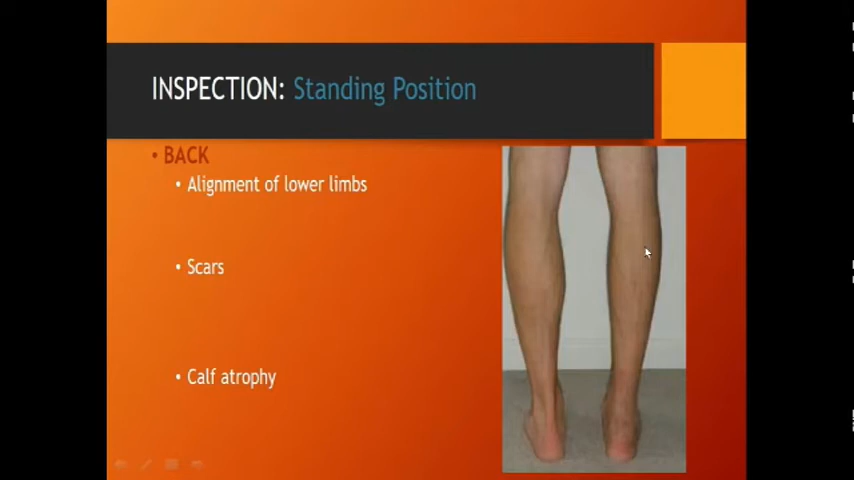 INSPECTION: Standing Position
• BACK
• Alignment of lower limbs
• Scars
• Calf atrophy